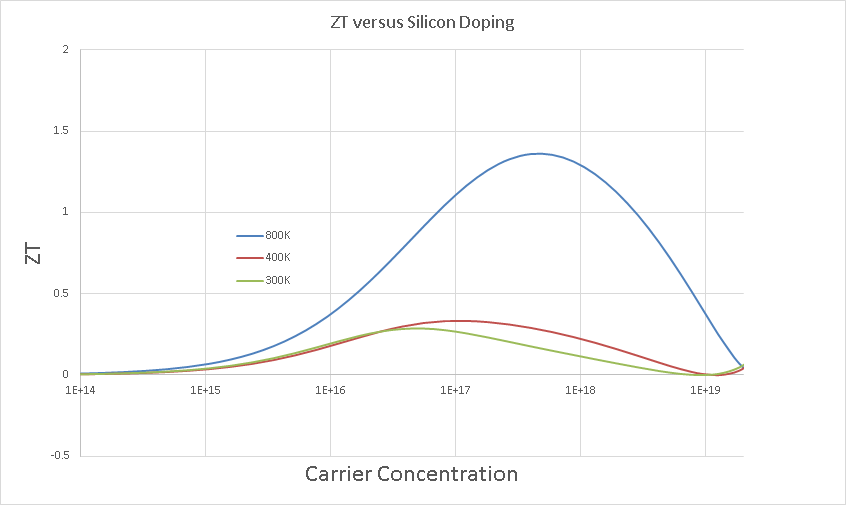 ZT versus Silicon Doping
2
1.5
1
0.5
0
-0.5
ZT
800K
400K
300K
1E+14 1E+15 1E+16 1E+17 1E+18 1E+19
Carrier Concentration